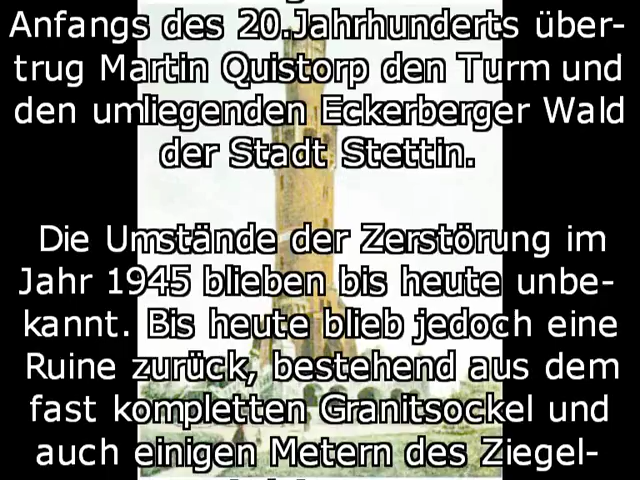 Anfangs des 20.Jahrhunderts über-
trug Martin Quistorp den Turm und
den umliegenden Eckerberger Wald
der Stadt Stettin.
Die Umstände der Zerstörung im
Jahr 1945 blieben bis heute unbe-
kannt. Bis heute blieb jedoch eine
Ruine zurück, bestehend aus dem
fast kompletten Granitsockel und
auch einigen Metern des Ziegel-